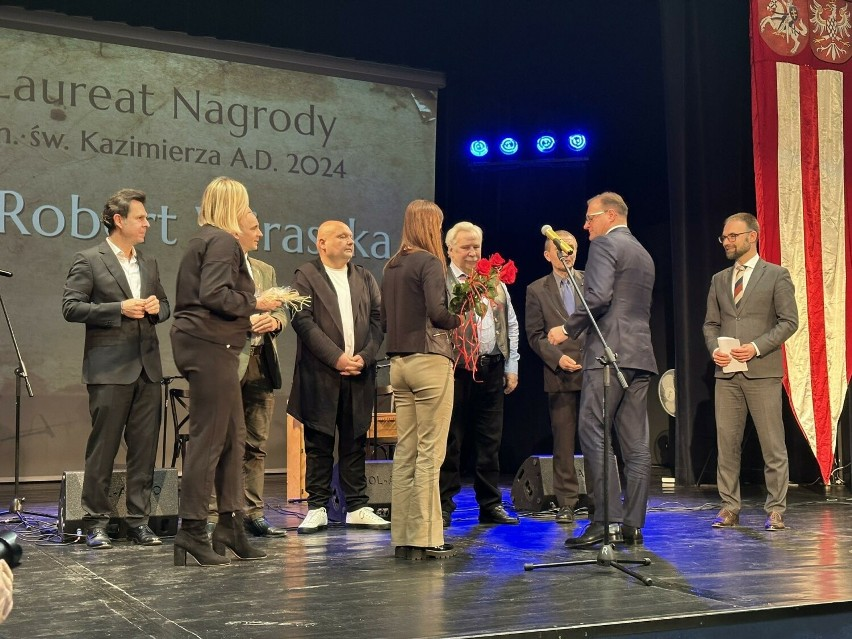 Laureat Nagrody
św. Kazimierza A.D. 2024
Robert